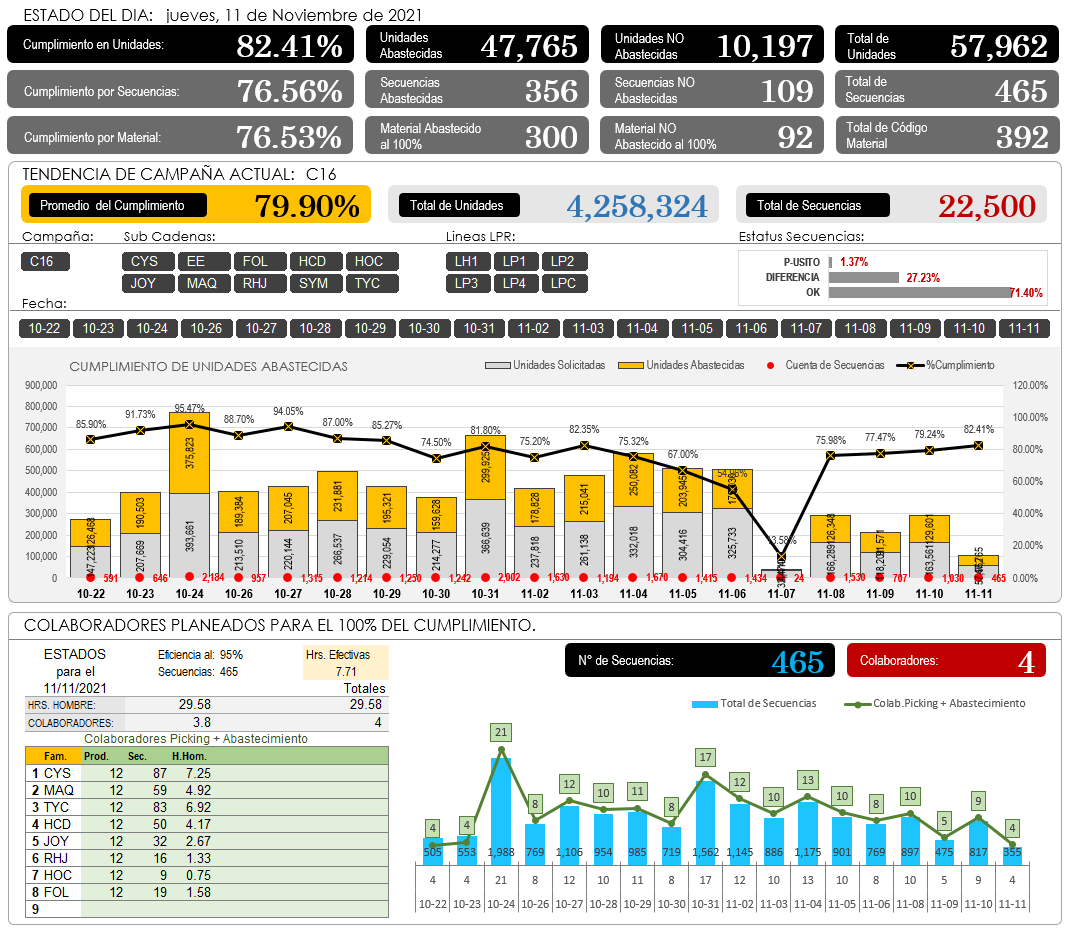 ESTADO DEL DIA: jueves, 11 de Noviembre de 2021
Cumplimiento en Unidades: 82.41%
Unidades Abastecidas 47,765
Unidades NO Abastecidas 10,197
Total de Unidades 57,962
Cumplimiento por Secuencias: 76.56%
Secuencias Abastecidas 356
Secuencias NO Abastecidas 109
Total de Secuencias 465
Cumplimiento por Material: 76.53%
Material Abastecido al 100% 300
Material NO Abastecido al 100% 92
Total de Código Material 392
TENDENCIA DE CAMPAÑA ACTUAL: C16
Promedio del Cumplimiento 79.90%
Total de Unidades 4,258,324
Total de Secuencias 22,500
Campaña: Sub Cadenas: Lineas LPR: Estatus Secuencias:
C16 CYS EE FOL HCD HOC LH1 LP1 LP2
JOY MAQ RHJ SYM TYC LP3 LP4 LPC
P-USITO 1.37%
DIFERENCIA 27.23%
OK 71.40%
Fecha:
10-22 10-23 10-24 10-26 10-27 10-28 10-29 10-30 10-31 11-02 11-03 11-04 11-05 11-06 11-07 11-08 11-09 11-10 11-11
CUMPLIMIENTO DE UNIDADES ABASTECIDAS
Unidades Solicitadas Unidades Abastecidas Cuenta de Secuencias %Cumplimiento
900,000 120.00%
800,000
700,000 100.00%
600,000 80.00%
500,000
400,000 60.00%
300,000 40.00%
200,000
100,000 20.00%
0 0.00%
85.90% 91.73% 95.47% 88.70% 94.05% 87.00% 85.27% 74.50% 81.80% 75.20% 82.35% 75.32% 67.00% 54.96% 13.58% 75.98% 77.47% 79.24% 82.41%
126,468 190,503 375,823 189,384 207,045 231,881 195,321 159,628 299,925 178,828 215,041 250,082 203,945 126,348 91,571 129,601
147,223 207,669 393,661 213,510 220,144 266,537 229,054 214,277 366,639 237,818 261,138 332,018 304,416 325,733 166,289 118,209 163,561
591 646 2,184 957 1,315 1,214 1,250 1,242 2,002 1,630 1,194 1,670 1,415 1,434 24 1,530 707 1,030 465
10-22 10-23 10-24 10-26 10-27 10-28 10-29 10-30 10-31 11-02 11-03 11-04 11-05 11-06 11-07 11-08 11-09 11-10 11-11
COLABORADORES PLANEADOS PARA EL 100% DEL CUMPLIMIENTO.
ESTADOS para el 11/11/2021
Eficiencia al: 95%
Secuencias: 465
Hrs. Efectivas 7.71
Totales
HRS. HOMBRE: 29.58 29.58
COLABORADORES: 3.8 4
Colaboradores Picking + Abastecimiento
Fam. Prod. Sec. H.Hom.
1 CYS 12 87 7.25
2 MAQ 12 59 4.92
3 TYC 12 83 6.92
4 HCD 12 50 4.17
5 JOY 12 32 2.67
6 RHJ 12 16 1.33
7 HOC 12 9 0.75
8 FOL 12 19 1.58
9
N° de Secuencias: 465
Colaboradores: 4
Total de Secuencias Colab.Picking + Abastecimiento
4 4 21 8 12 10 11 8 17 12 10 13 10 8 10 5 9 4
505 553 1,988 769 1,106 954 985 719 1,562 1,145 886 1,175 901 769 897 475 817 355
4 4 21 8 12 10 11 8 17 12 10 13 10 8 10 5 9 4
10-22 10-23 10-24 10-26 10-27 10-28 10-29 10-30 10-31 11-02 11-03 11-04 11-05 11-06 11-08 11-09 11-10 11-11